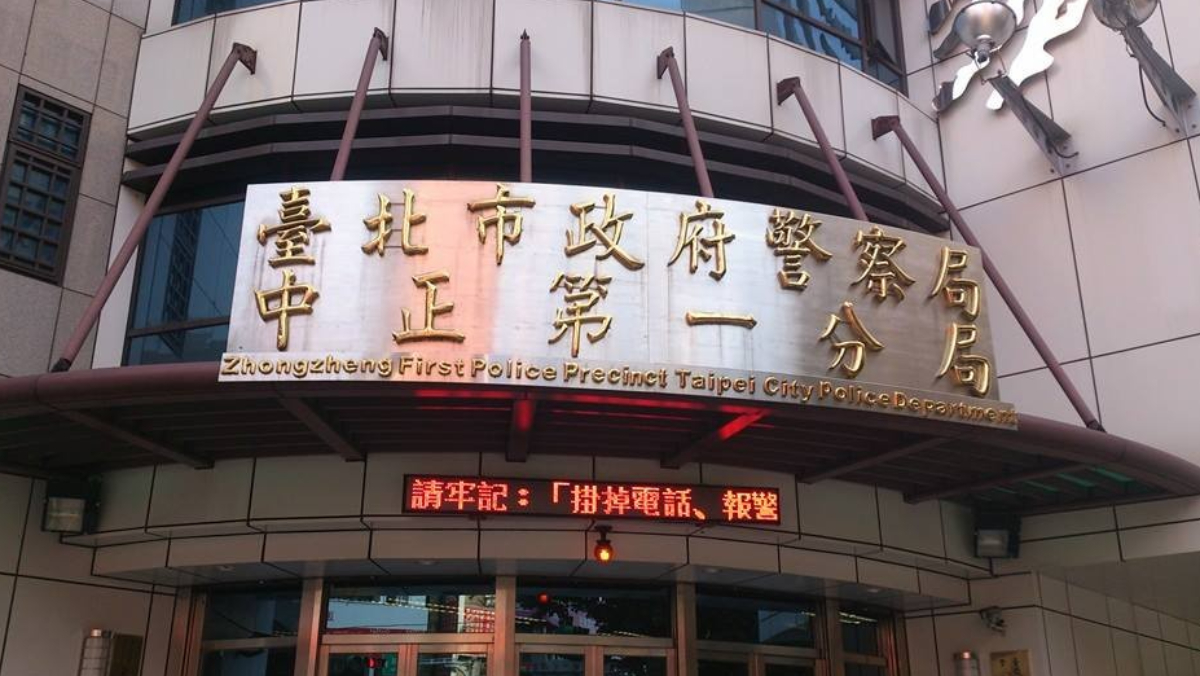 臺北市政府警察局
中正第一分局
Zhongzheng First Police Precinct Taipei City Police Department
請牢記：「掛掉電話、報警